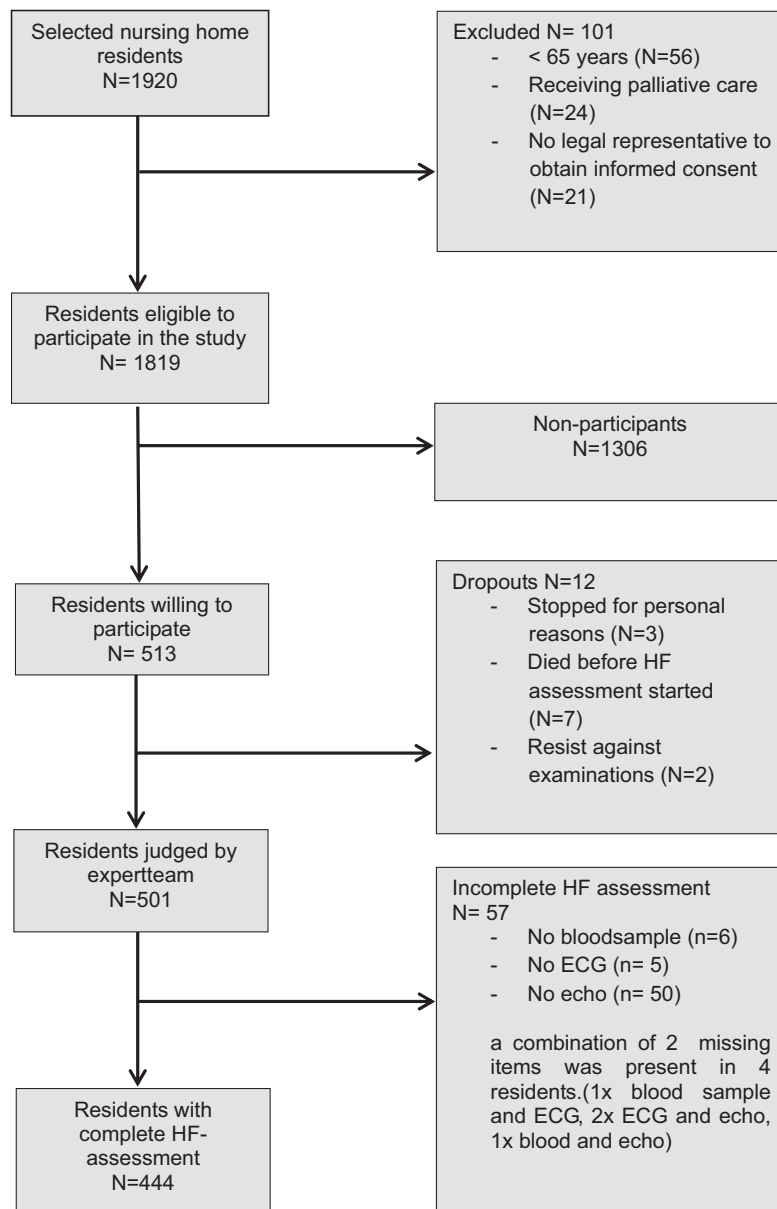 Selected nursing home
residents
N=1920
Excluded N= 101
- < 65 years (N=56)
- Receiving palliative care
(N=24)
- No legal representative to
obtain informed consent
(N=21)
Residents eligible to
participate in the study
N= 1819
Non-participants
N=1306
Residents willing to
participate
N= 513
Dropouts N=12
- Stopped for personal
reasons (N=3)
- Died before HF
assessment started
(N=7)
- Resist against
examinations (N=2)
Residents judged by
expertteam
N=501
Incomplete HF assessment
N= 57
- No bloodsample (n=6)
- No ECG (n= 5)
- No echo (n= 50)
a combination of 2 missing
items was present in 4
residents.(1x blood sample
and ECG, 2x ECG and echo,
1x blood and echo)
Residents with
complete HF-
assessment
N=444